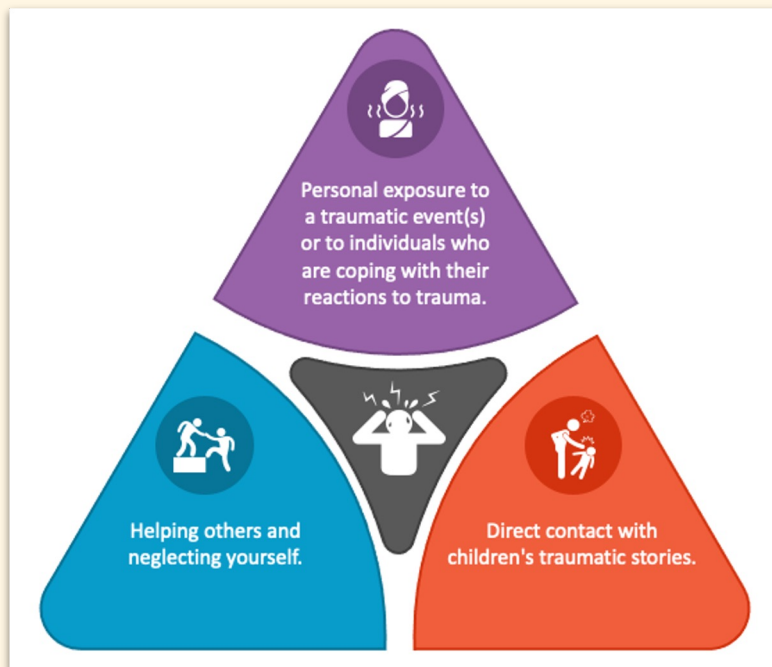 Personal exposure to
a traumatic event(s)
or to individuals who
are coping with their
reactions to trauma.
Helping others and
neglecting yourself.
Direct contact with
children's traumatic stories.